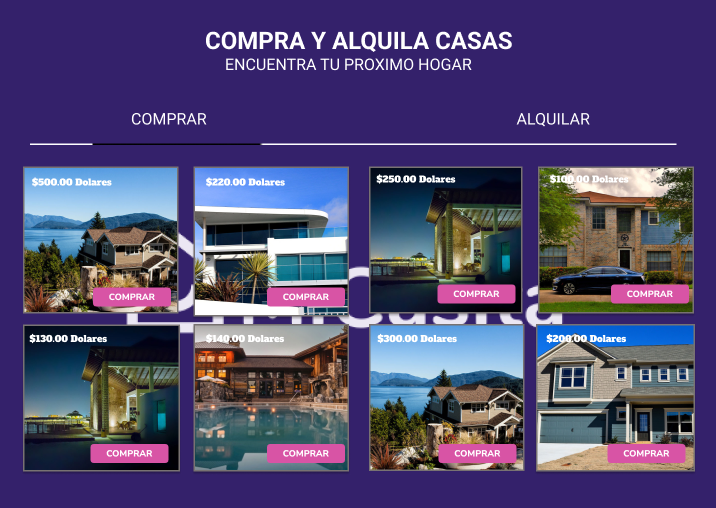 COMPRA Y ALQUILA CASAS
ENCUENTRA TU PROXIMO HOGAR
COMPRAR
ALQUILAR
$500.00 Dolares
$220.00 Dolares
$250.00 Dolares
$100.00 Dolares
COMPRAR
COMPRAR
COMPRAR
COMPRAR
$130.00 Dolares
$140.00 Dolares
$300.00 Dolares
$200.00 Dolares
COMPRAR
COMPRAR
COMPRAR
COMPRAR